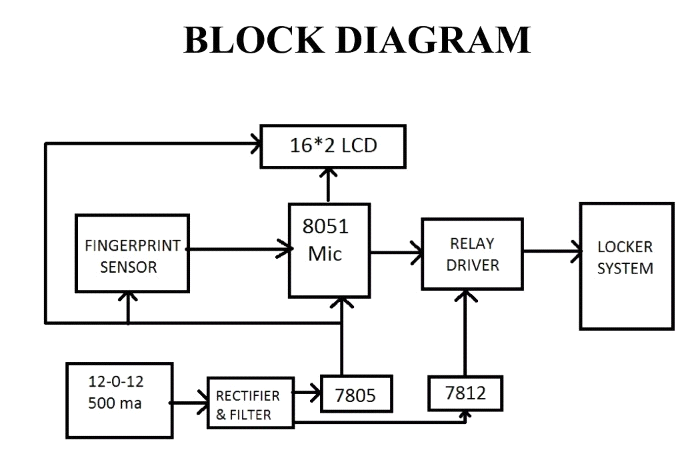 BLOCK DIAGRAM
16*2 LCD
8051
Mic
FINGERPRINT
SENSOR
RELAY
DRIVER
LOCKER
SYSTEM
12-0-12
500 ma
RECTIFIER
& FILTER
7805
7812